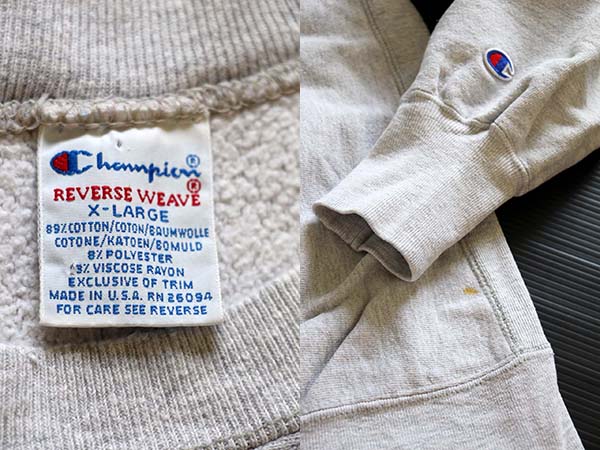 Champion®
REVERSE WEAVE®
X-LARGE
89% COTTON/COTON/BAUMWOLLE
COTONE/KATOEN/BOMULD
8% POLYESTER
3% VISCOSE RAYON
EXCLUSIVE OF TRIM
MADE IN U.S.A. RN 26094
FOR CARE SEE REVERSE